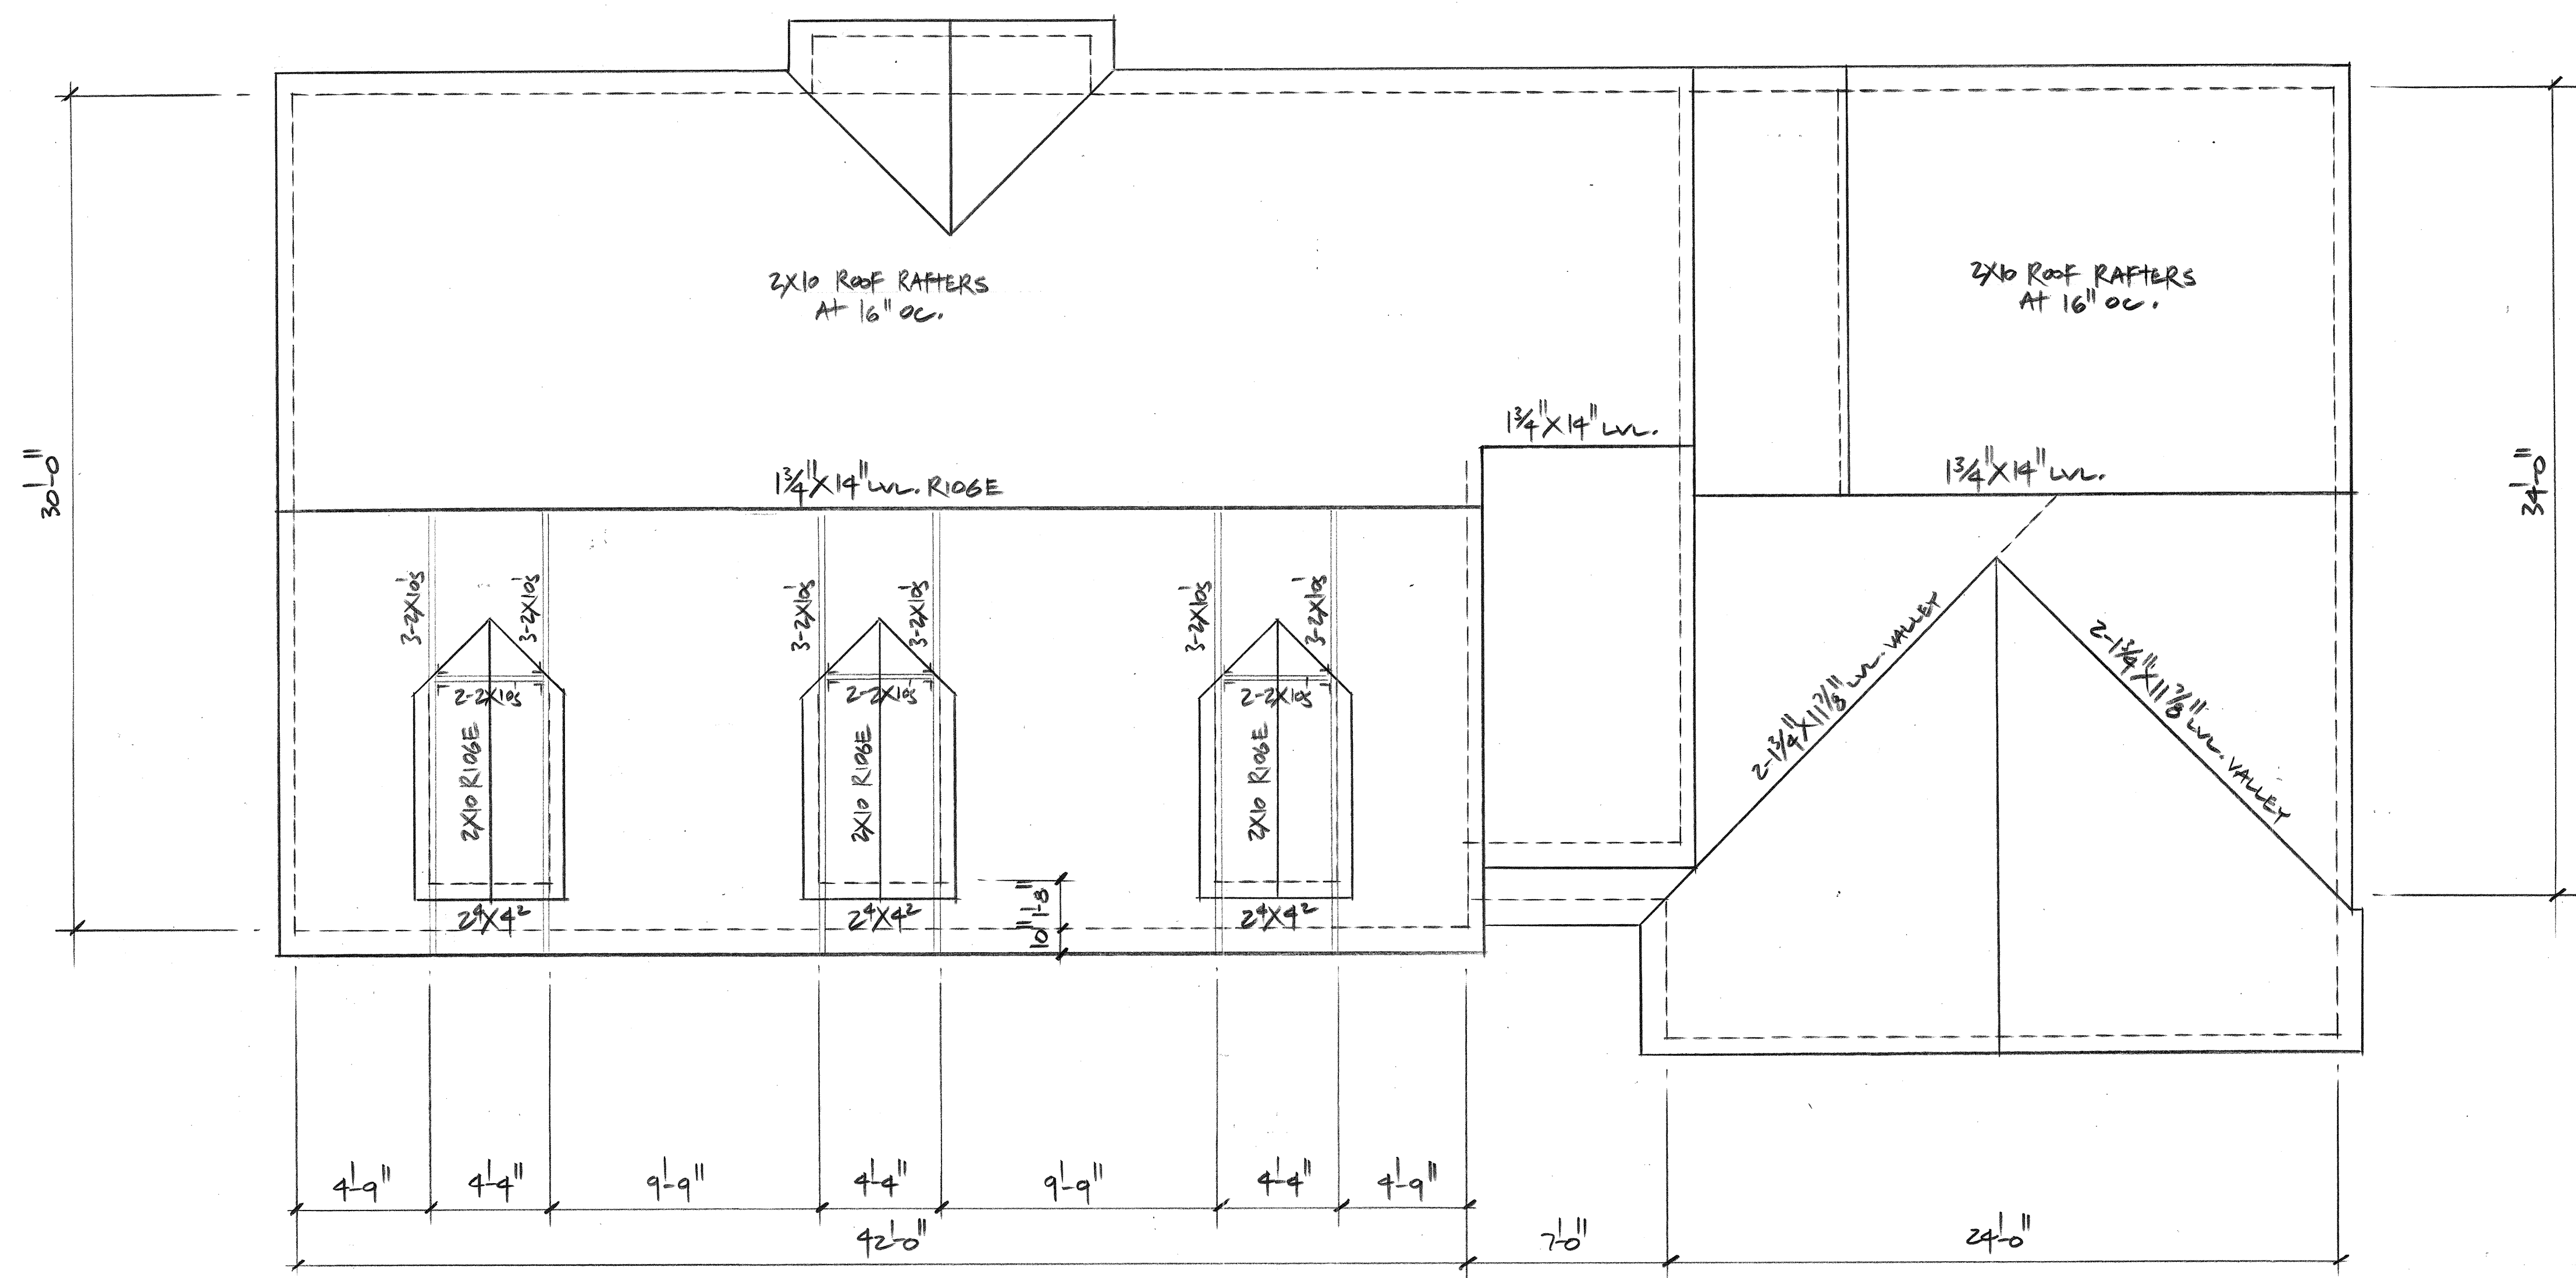 2X10 ROOF RAFTERS
At 16" OC.
2X10 ROOF RAFTERS
At 16" OC.
1¾"X14" LVL.
1¾"X14" LVL. RIDGE
1¾"X14" LVL.
30'-0"
34'-0"
3-2X10's
3-2X10's
3-2X10's
3-2X10's
3-2X10's
3-2X10's
2-2X10's
2-2X10's
2-2X10's
2X10 RIDGE
2X10 RIDGE
2X10 RIDGE
2-1¾"X11⅞" LVL. VALLEY
2-1¾"X11⅞" LVL. VALLEY
2⁴X4²
2⁴X4²
2⁴X4²
1'-8"
10"
4'-9"
4'-4"
9'-9"
4'-4"
9'-9"
4'-4"
4'-9"
42'-0"
7'-0"
24'-0"